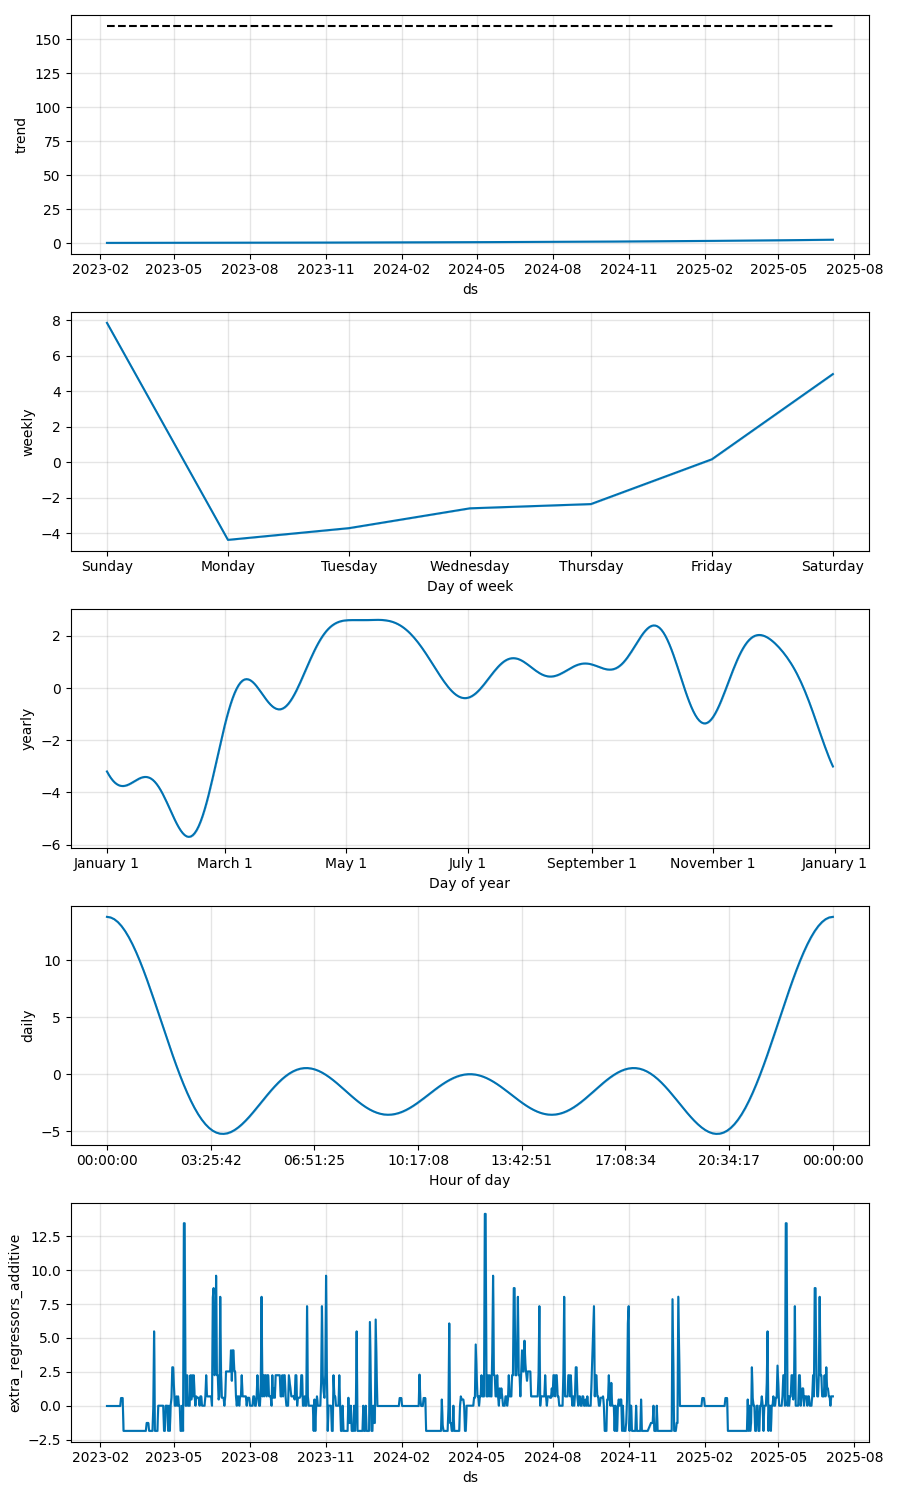 150
125
100
75
50
25
0
trend
2023-02 2023-05 2023-08 2023-11 2024-02 2024-05 2024-08 2024-11 2025-02 2025-05 2025-08
ds
8
6
4
2
0
−2
−4
weekly
Sunday Monday Tuesday Wednesday Thursday Friday Saturday
Day of week
2
0
−2
−4
−6
yearly
January 1 March 1 May 1 July 1 September 1 November 1 January 1
Day of year
10
5
0
−5
daily
00:00:00 03:25:42 06:51:25 10:17:08 13:42:51 17:08:34 20:34:17 00:00:00
Hour of day
12.5
10.0
7.5
5.0
2.5
0.0
−2.5
extra_regressors_additive
2023-02 2023-05 2023-08 2023-11 2024-02 2024-05 2024-08 2024-11 2025-02 2025-05 2025-08
ds